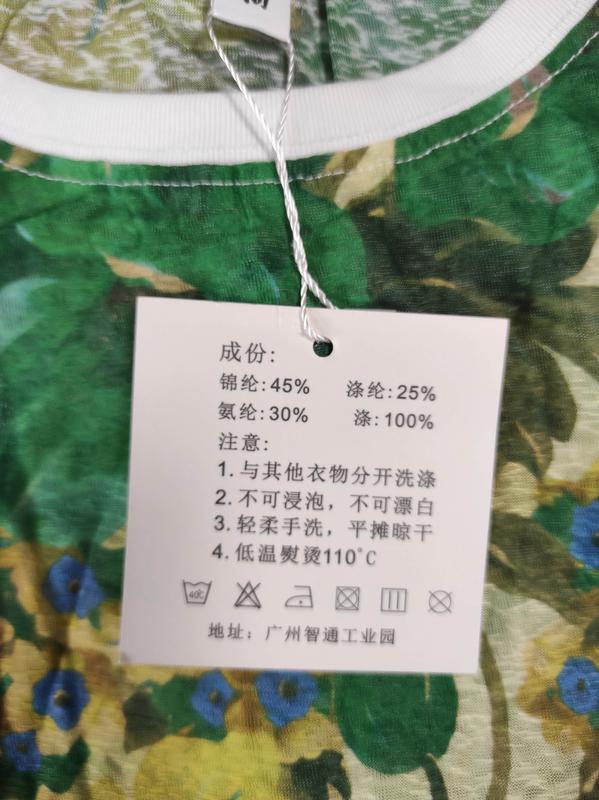 成份:
锦纶:45% 涤纶:25%
氨纶:30% 涤:100%
注意:
1.与其他衣物分开洗涤
2.不可浸泡，不可漂白
3.轻柔手洗，平摊晾干
4.低温熨烫110°C
40°C
地址：广州智通工业园